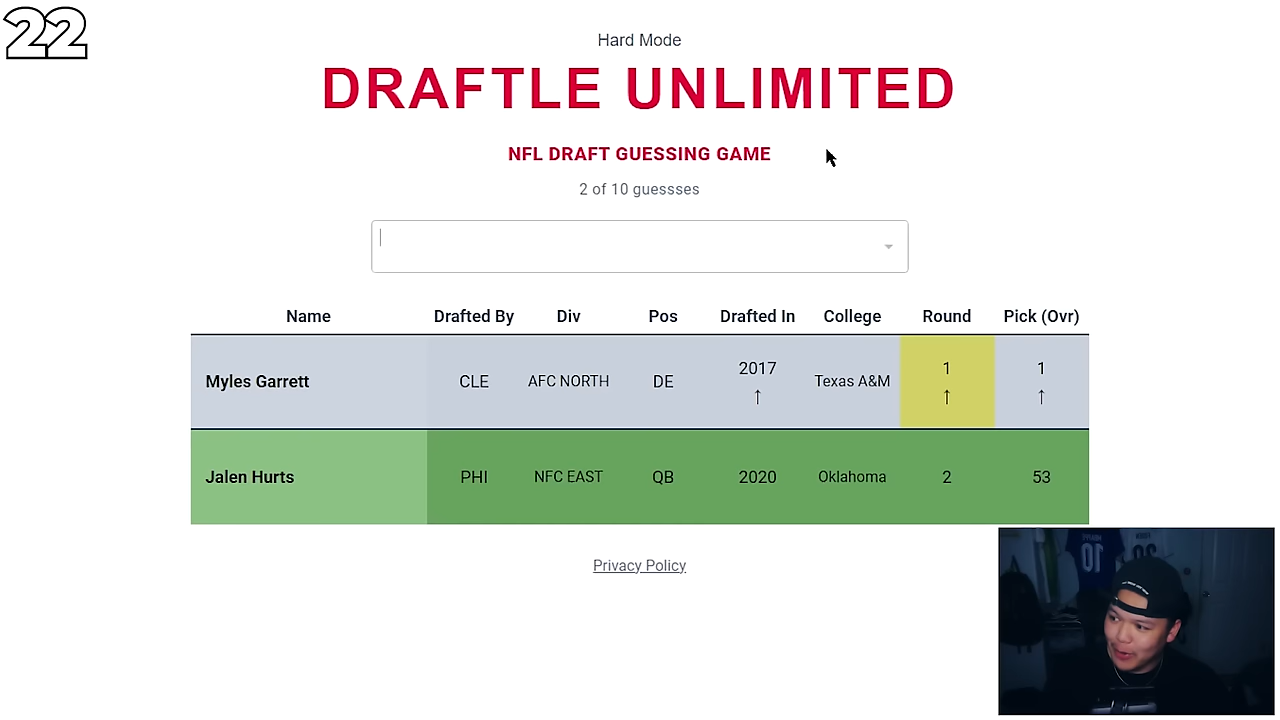 22
Hard Mode
DRAFTLE UNLIMITED
NFL DRAFT GUESSING GAME
2 of 10 guessses
Name Drafted By Div Pos Drafted In College Round Pick (Ovr)
Myles Garrett CLE AFC NORTH DE 2017 ↑ Texas A&M 1 ↑ 1 ↑
Jalen Hurts PHI NFC EAST QB 2020 Oklahoma 2 53
Privacy Policy